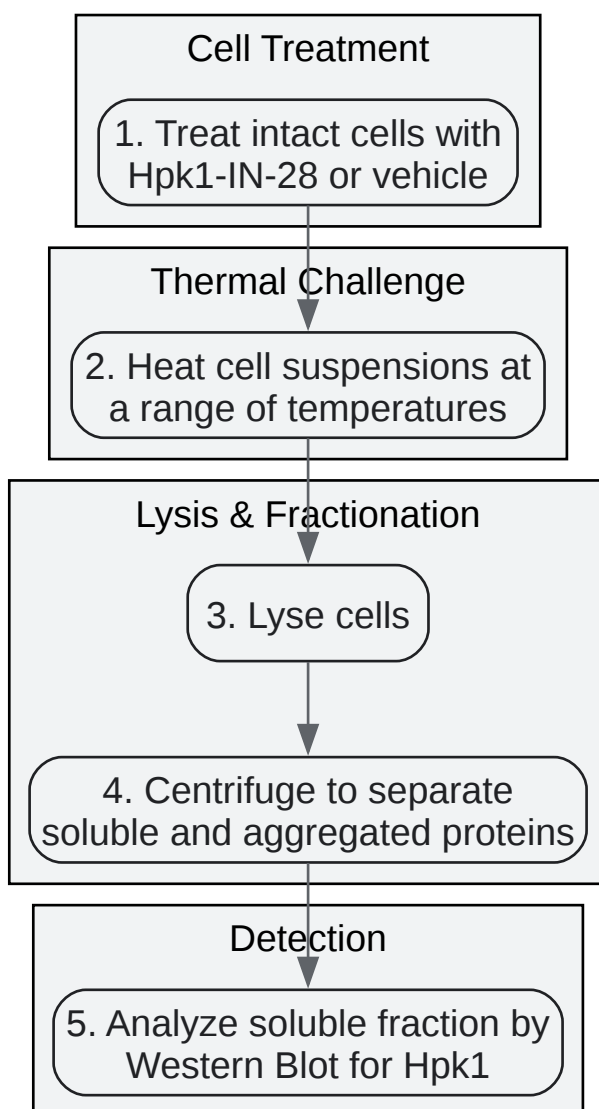 Cell Treatment
1. Treat intact cells with
Hpk1-IN-28 or vehicle
Thermal Challenge
2. Heat cell suspensions at
a range of temperatures
Lysis & Fractionation
3. Lyse cells
4. Centrifuge to separate
soluble and aggregated proteins
Detection
5. Analyze soluble fraction by
Western Blot for Hpk1